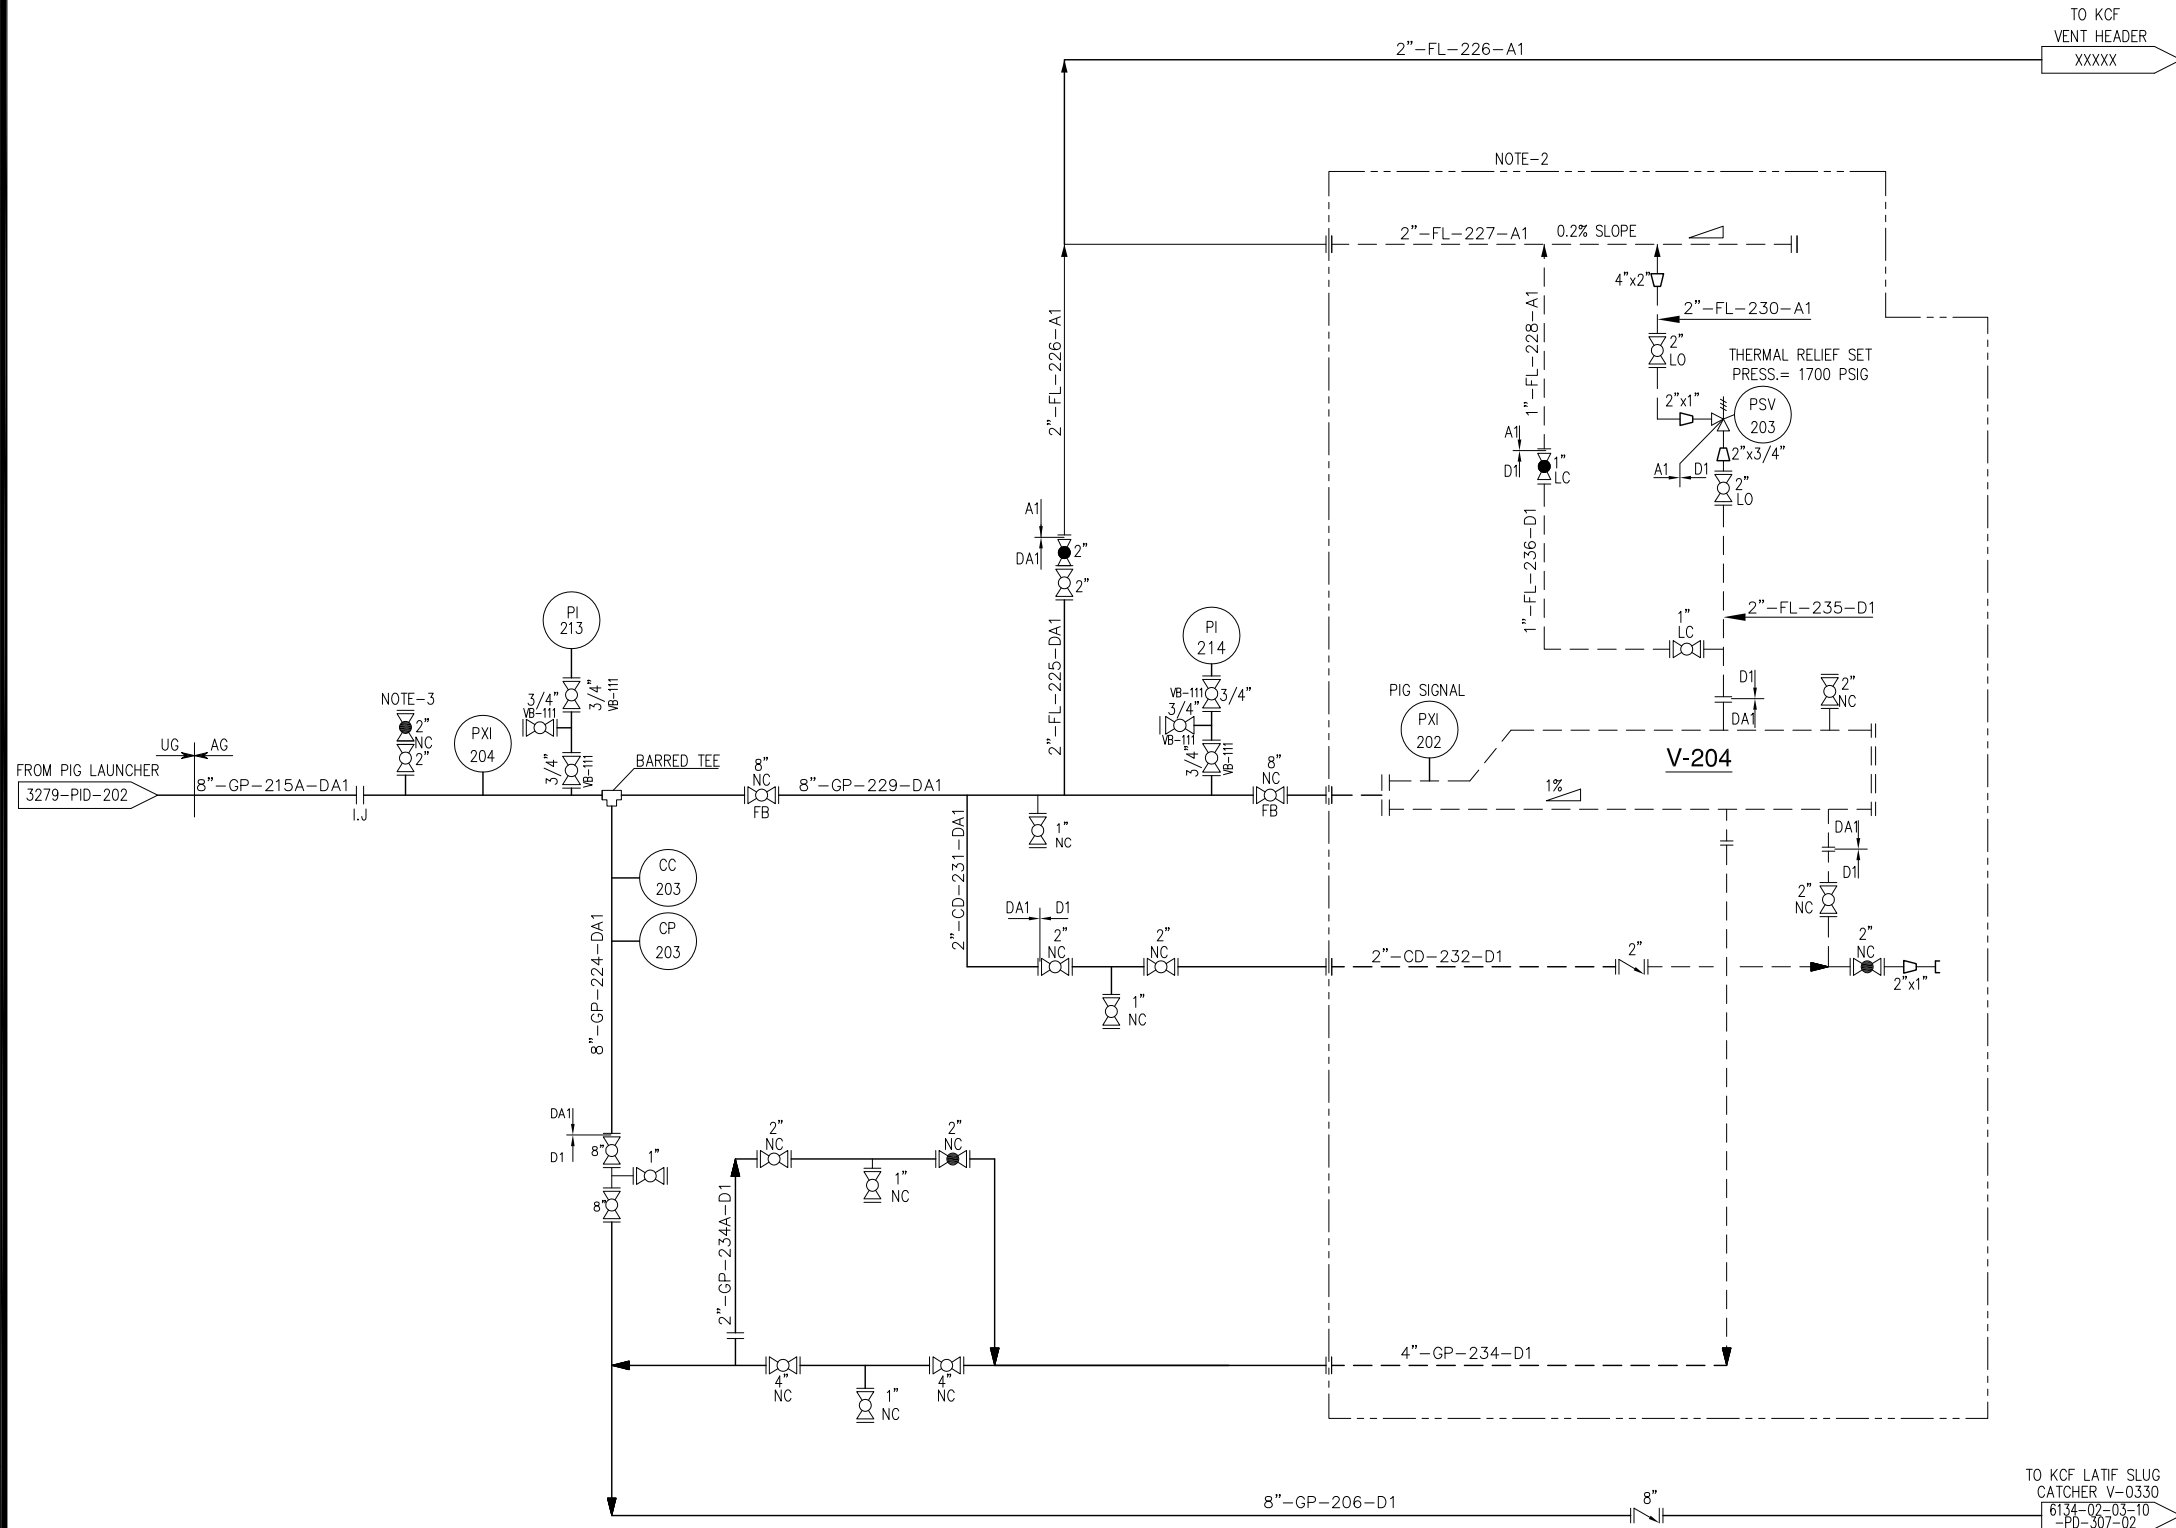 TO KCF
VENT HEADER
XXXXX
2"-FL-226-A1
NOTE-2
2"-FL-227-A1
0.2% SLOPE
4"x2"
2"-FL-230-A1
1"-FL-228-A1
2"
LO
THERMAL RELIEF SET
PRESS.= 1700 PSIG
2"x1"
PSV
203
2"-FL-226-A1
A1
D1
1"
LC
2"x3/4"
A1
D1
2"
LO
A1
DA1
2"
2"
1"-FL-236-D1
PI
213
PI
214
2"-FL-235-D1
1"
LC
2"-FL-225-DA1
3/4"
VB-111
3/4"
VB-111
3/4"
VB-111
VB-111
3/4"
3/4"
VB-111
3/4"
VB-111
PIG SIGNAL
PXI
202
D1
DA1
2"
NC
NOTE-3
2"
NC
2"
PXI
204
UG
AG
BARRED TEE
V-204
FROM PIG LAUNCHER
3279-PID-202
8"-GP-215A-DA1
I.J
8"
NC
FB
8"-GP-229-DA1
8"
NC
FB
1%
1"
NC
2"-CD-231-DA1
DA1
D1
CC
203
CP
203
8"-GP-224-DA1
DA1
D1
2"
NC
2"
NC
1"
NC
2"-CD-232-D1
2"
2"
NC
2"
NC
2"x1"
DA1
D1
8"
1"
8"
2"
NC
2"
NC
1"
NC
2"-GP-234A-D1
4"
NC
1"
NC
4"
NC
4"-GP-234-D1
8"-GP-206-D1
8"
TO KCF LATIF SLUG
CATCHER V-0330
6134-02-03-10
-PD-307-02